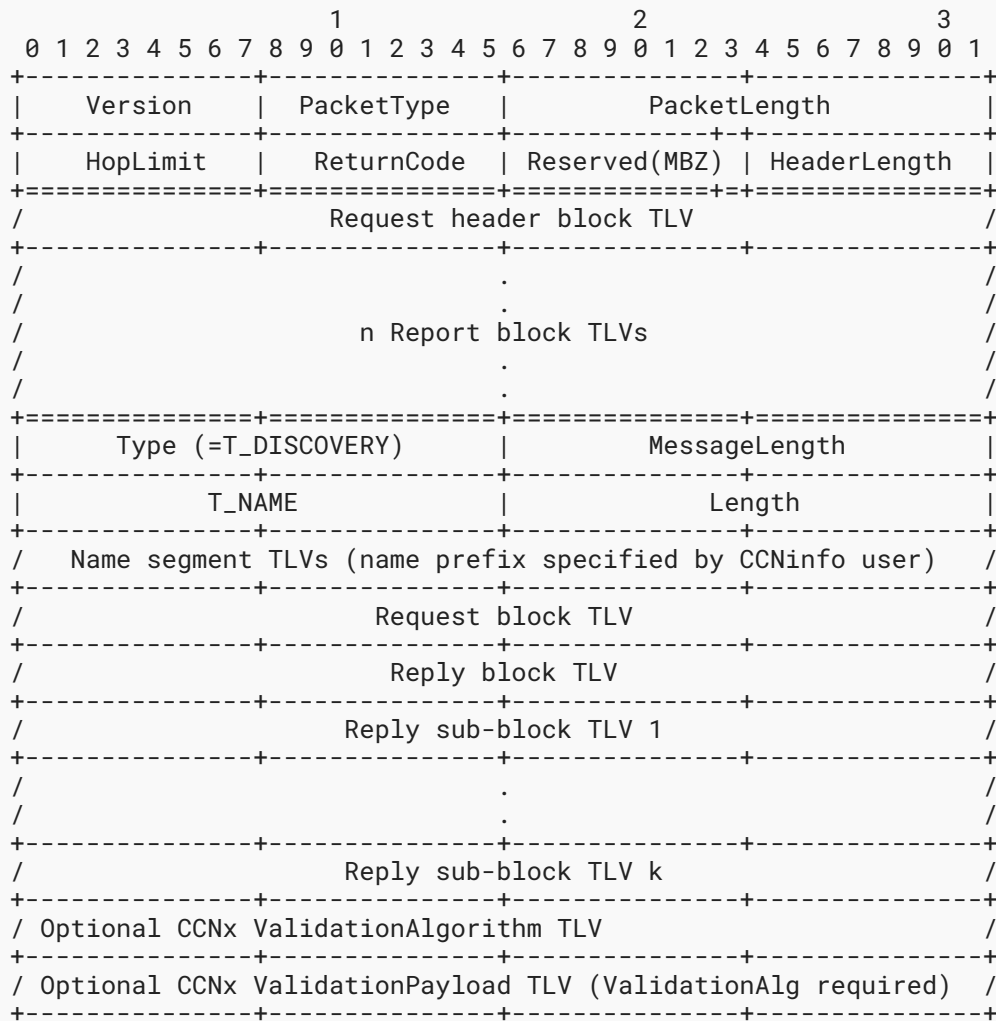 1                   2                   3
 0 1 2 3 4 5 6 7 8 9 0 1 2 3 4 5 6 7 8 9 0 1 2 3 4 5 6 7 8 9 0 1
+---------------+---------------+---------------+---------------+
|    Version    |  PacketType   |         PacketLength          |
+---------------+---------------+-------------+-+---------------+
|    HopLimit   |   ReturnCode  | Reserved(MBZ) | HeaderLength  |
+===============+===============+=============+=+===============+
/                    Request header block TLV                   /
+---------------+---------------+---------------+---------------+
/                               .                               /
/                               .                               /
/                      n Report block TLVs                      /
/                               .                               /
/                               .                               /
+===============+===============+===============+===============+
|      Type (=T_DISCOVERY)      |         MessageLength         |
+---------------+---------------+---------------+---------------+
|            T_NAME             |             Length            |
+---------------+---------------+---------------+---------------+
/   Name segment TLVs (name prefix specified by CCNinfo user)   /
+---------------+---------------+---------------+---------------+
/                       Request block TLV                       /
+---------------+---------------+---------------+---------------+
/                        Reply block TLV                        /
+---------------+---------------+---------------+---------------+
/                     Reply sub-block TLV 1                     /
+---------------+---------------+---------------+---------------+
/                               .                               /
/                               .                               /
+---------------+---------------+---------------+---------------+
/                     Reply sub-block TLV k                     /
+---------------+---------------+---------------+---------------+
/ Optional CCNx ValidationAlgorithm TLV                         /
+---------------+---------------+---------------+---------------+
/ Optional CCNx ValidationPayload TLV (ValidationAlg required)  /
+---------------+---------------+---------------+---------------+